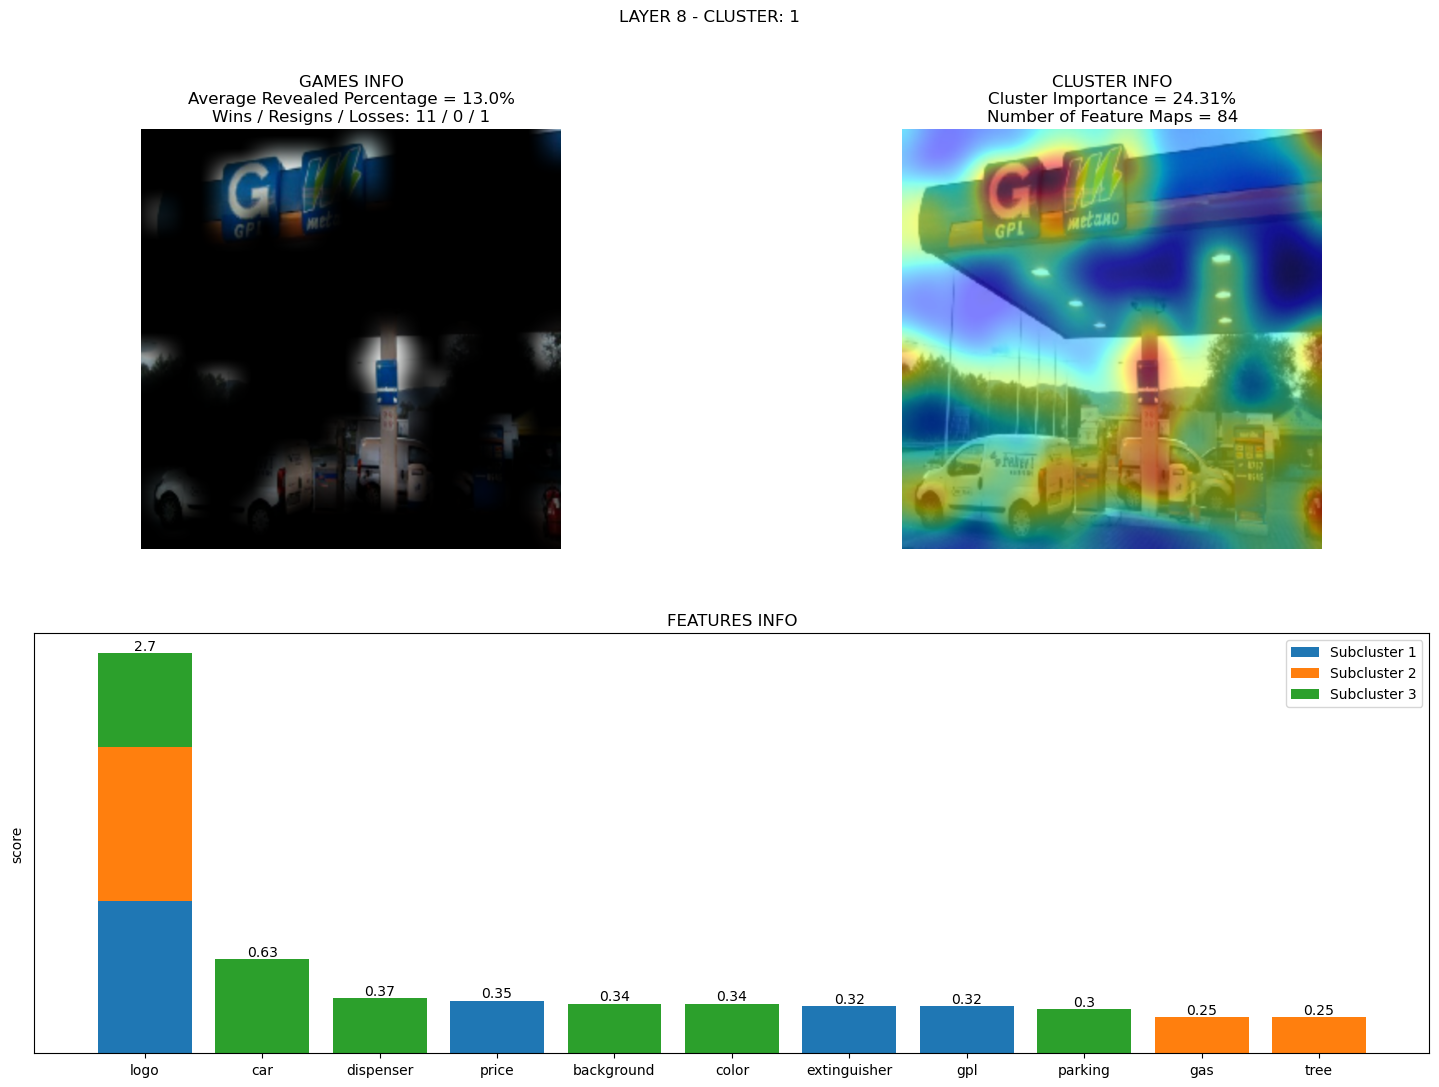 LAYER 8 - CLUSTER: 1
GAMES INFO
Average Revealed Percentage = 13.0%
Wins / Resigns / Losses: 11 / 0 / 1
G
GPL
metano
CLUSTER INFO
Cluster Importance = 24.31%
Number of Feature Maps = 84
G
GPL
metano
FEATURES INFO
score
2.7
0.63
0.37
0.35
0.34
0.34
0.32
0.32
0.3
0.25
0.25
Subcluster 1
Subcluster 2
Subcluster 3
logo
car
dispenser
price
background
color
extinguisher
gpl
parking
gas
tree